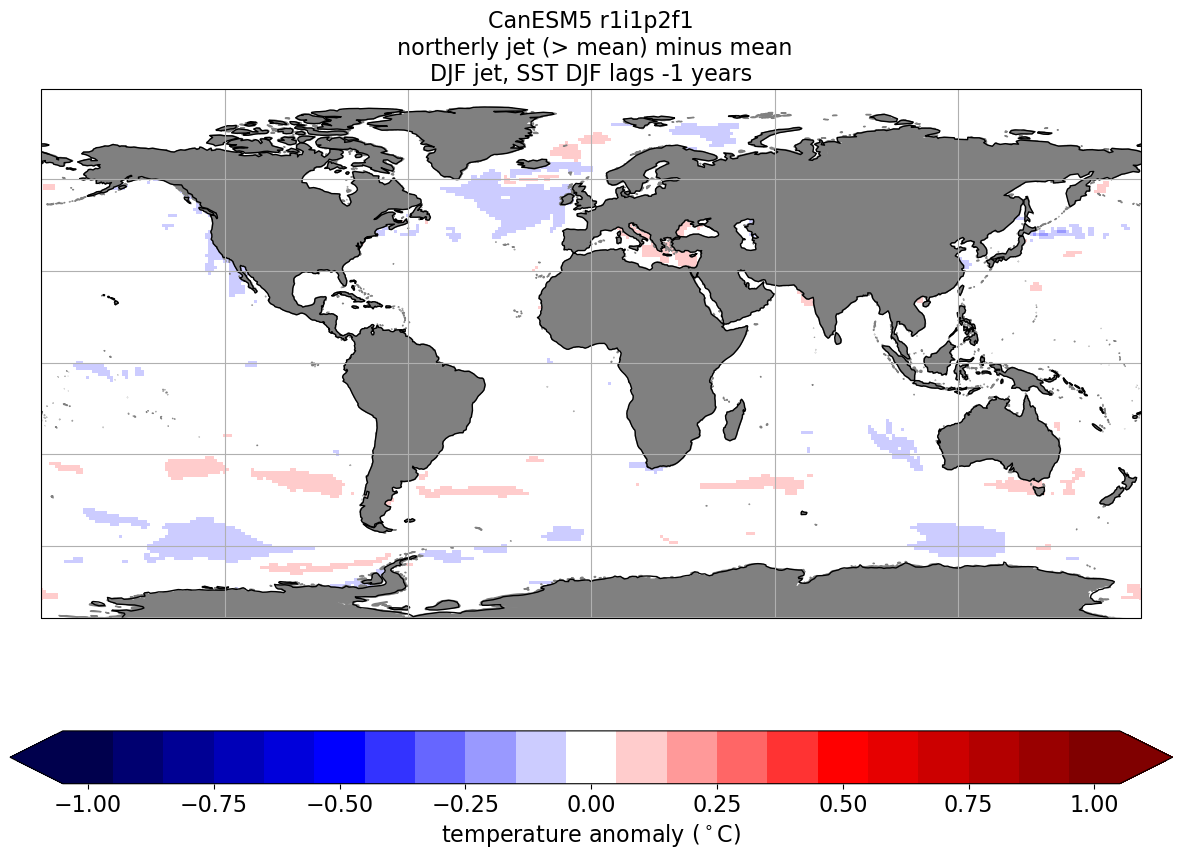 CanESM5 r1i1p2f1
northerly jet (> mean) minus mean
DJF jet, SST DJF lags -1 years
−1.00 −0.75 −0.50 −0.25 0.00 0.25 0.50 0.75 1.00
temperature anomaly (°C)